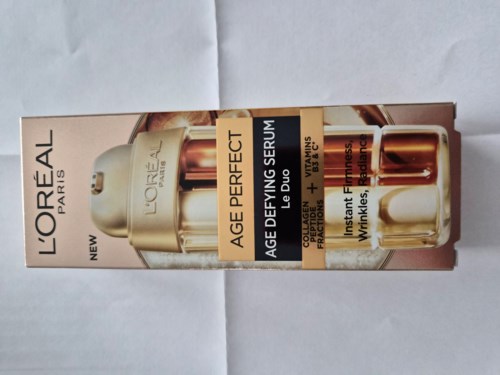 L'ORÉAL
PARIS
NEW
L'ORÉAL
PARIS
AGE PERFECT
AGE DEFYING SERUM
Le Duo
COLLAGEN
PEPTIDE
FRACTIONS
+
VITAMINS
B3 & C*
Instant Firmness,
Wrinkles, Radiance